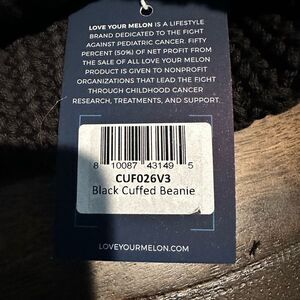 LOVE YOUR MELON IS A LIFESTYLE
BRAND DEDICATED TO THE FIGHT
AGAINST PEDIATRIC CANCER. FIFTY
PERCENT (50%) OF NET PROFIT FROM
THE SALE OF ALL LOVE YOUR MELON
PRODUCT IS GIVEN TO NONPROFIT
ORGANIZATIONS THAT LEAD THE FIGHT
THROUGH CHILDHOOD CANCER
RESEARCH, TREATMENTS, AND SUPPORT.
8 10087 43149 5
CUF026V3
Black Cuffed Beanie
LOVEYOURMELON.COM